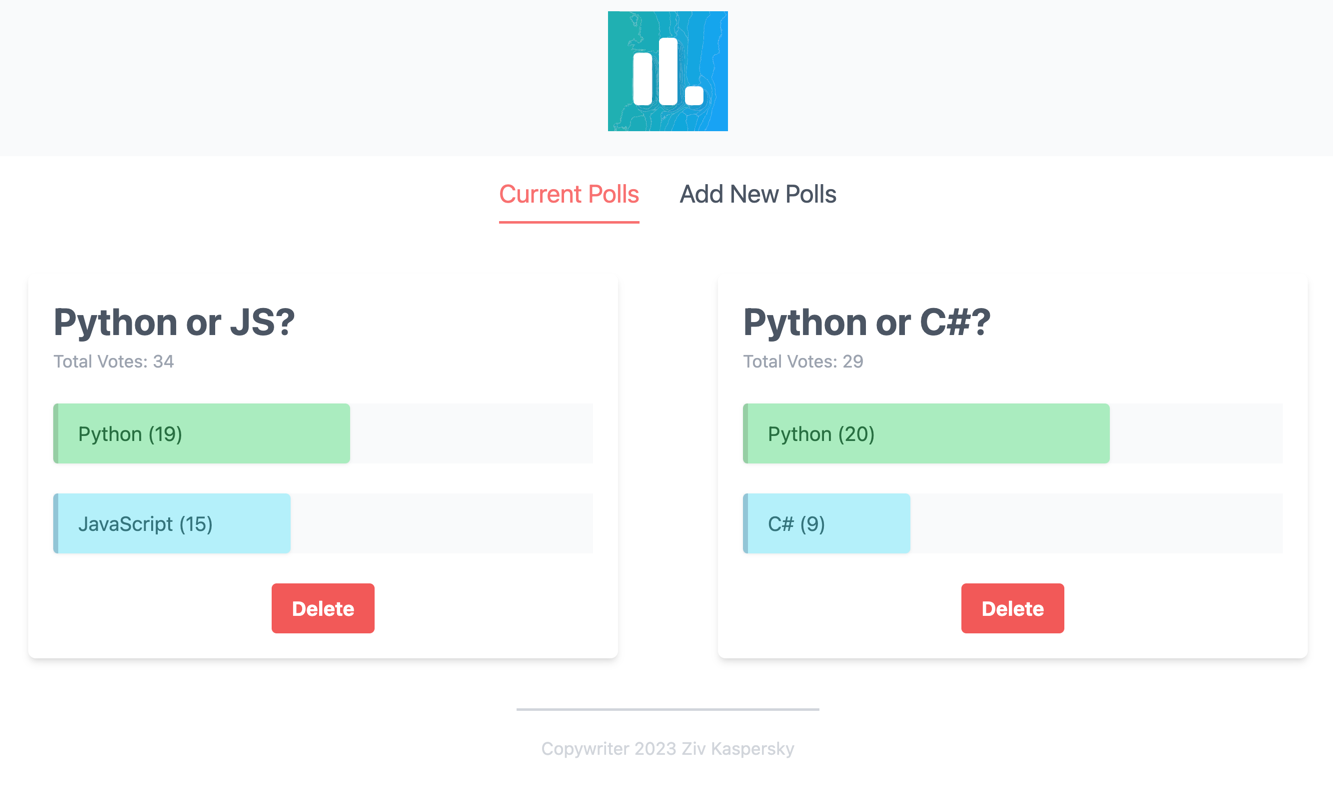 Current Polls Add New Polls
Python or JS?
Total Votes: 34
Python (19)
JavaScript (15)
Delete
Python or C#?
Total Votes: 29
Python (20)
C# (9)
Delete
Copywriter 2023 Ziv Kaspersky